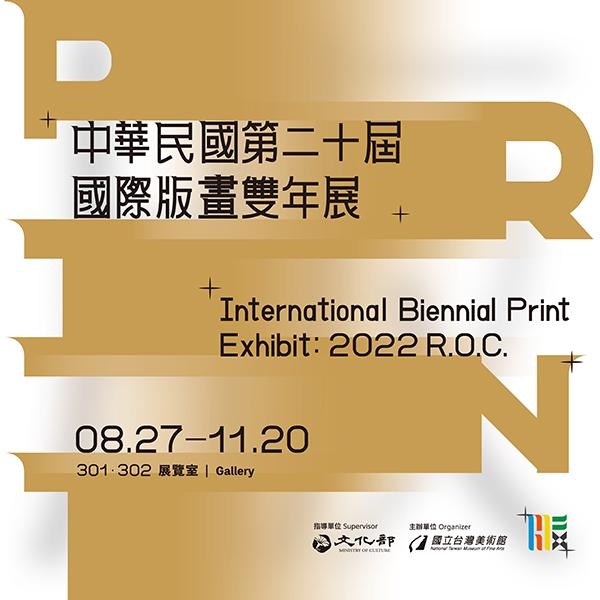 PRINT
中華民國第二十屆
國際版畫雙年展
International Biennial Print
Exhibit: 2022 R.O.C.
08.27–11.20
301·302 展覽室 | Gallery
指導單位 Supervisor
文化部
MINISTRY OF CULTURE
主辦單位 Organizer
國立台灣美術館
National Taiwan Museum of Fine Arts